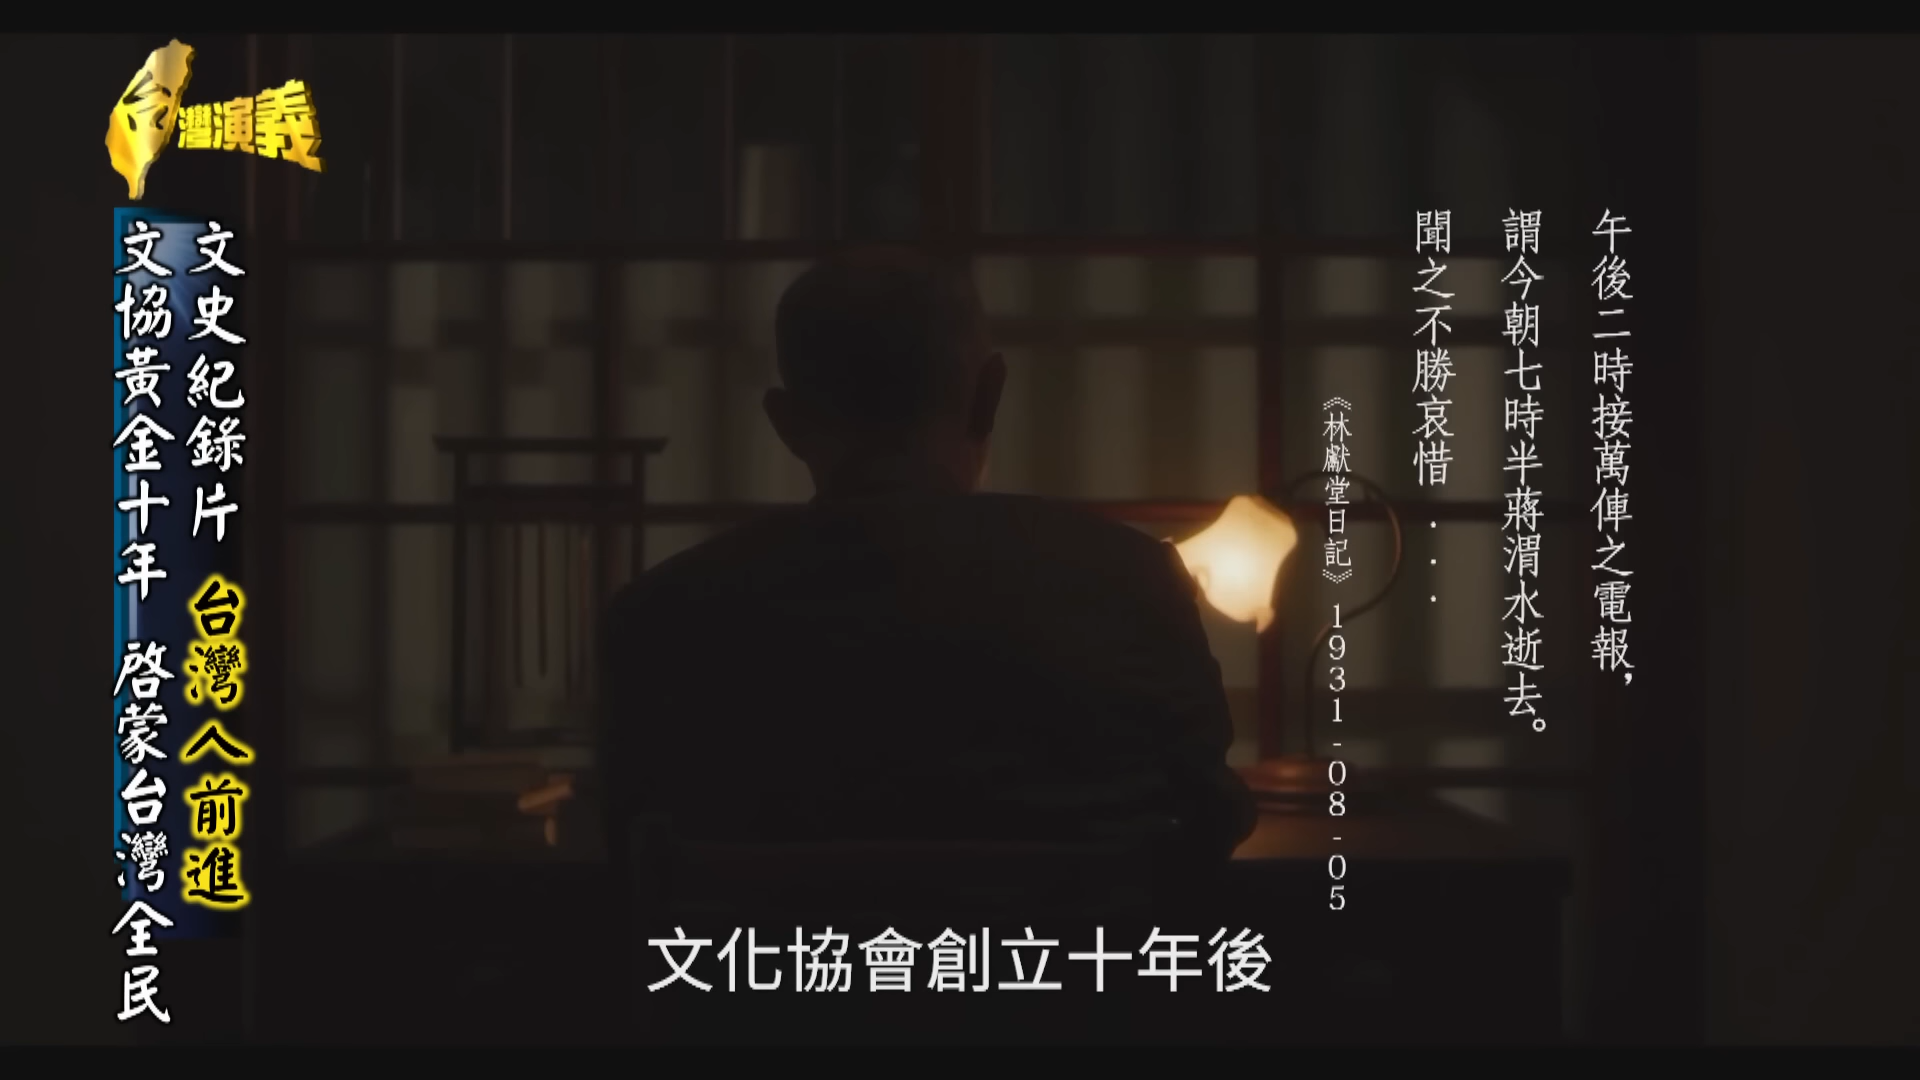 台灣演義
文史紀錄片 台灣人前進
文協黃金十年 啓蒙台灣全民
午後二時接萬俥之電報，
謂今朝七時半蔣渭水逝去。
聞之不勝哀惜...
《林獻堂日記》1931-08-05
文化協會創立十年後